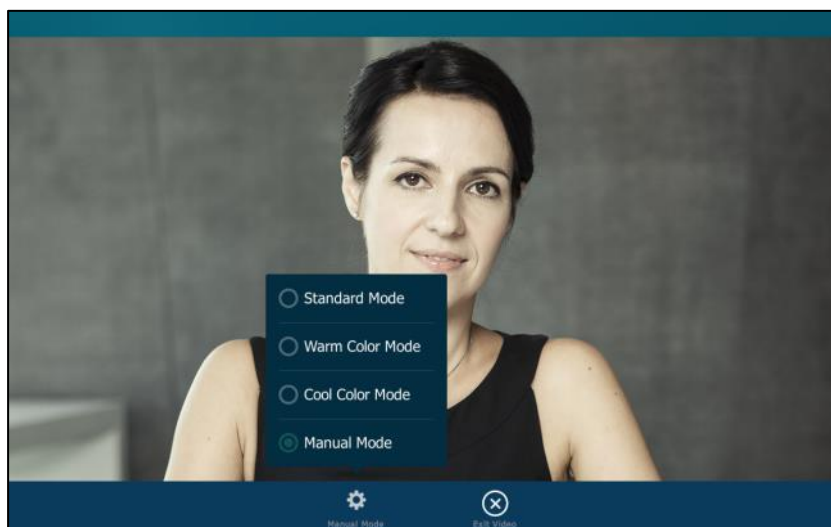 Standard Mode
Warm Color Mode
Cool Color Mode
Manual Mode
Manual Mode
Exit Video